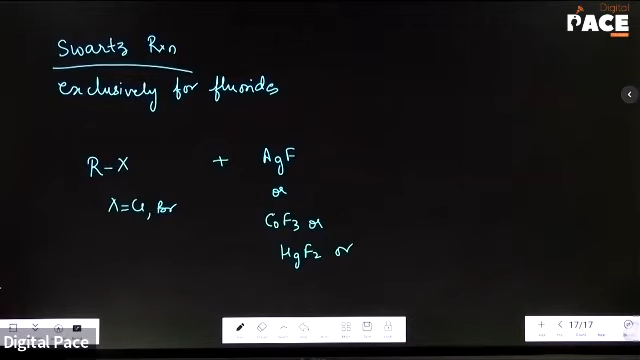 Digital
PACE
Swartz Rxn
exclusively for fluorides
R-X + AgF
or
X=Cl, Br
CoF3 or
HgF2 or
17/17
Digital Pace